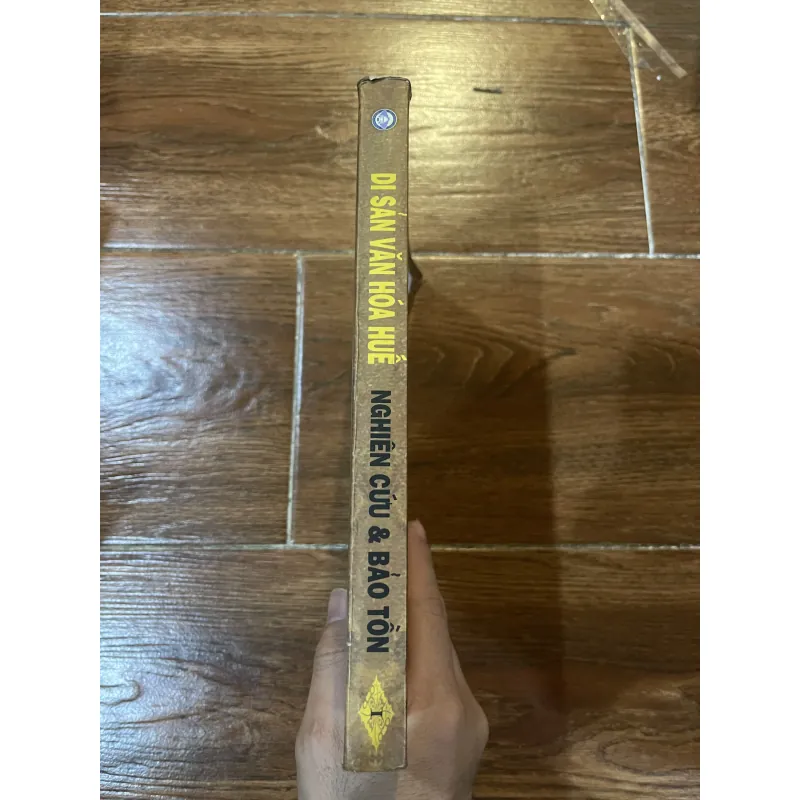 DI SẢN VĂN HÓA HUẾ
NGHIÊN CỨU & BẢO TỒN
I